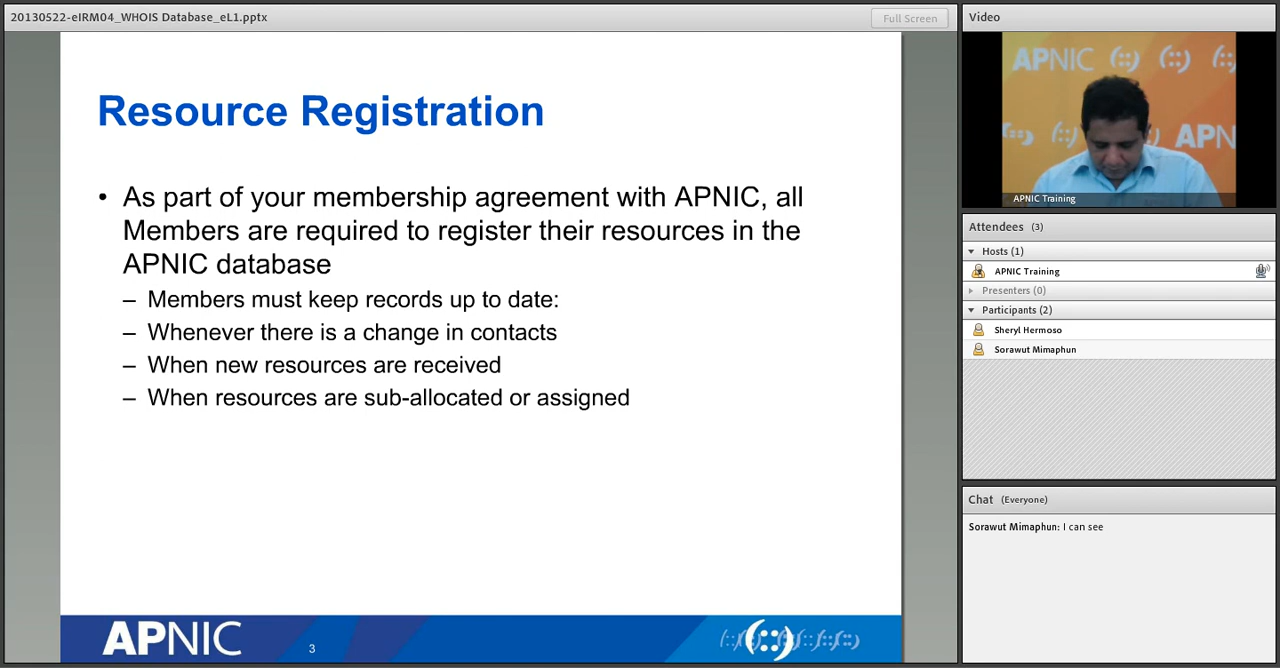 20130522-eIRM04_WHOIS Database_eL1.pptx
Full Screen
Resource Registration
• As part of your membership agreement with APNIC, all
Members are required to register their resources in the
APNIC database
– Members must keep records up to date:
– Whenever there is a change in contacts
– When new resources are received
– When resources are sub-allocated or assigned
APNIC
3
Video
APNIC
APN
APNIC Training
Attendees (3)
Hosts (1)
APNIC Training
Presenters (0)
Participants (2)
Sheryl Hermoso
Sorawut Mimaphun
Chat (Everyone)
Sorawut Mimaphun: I can see